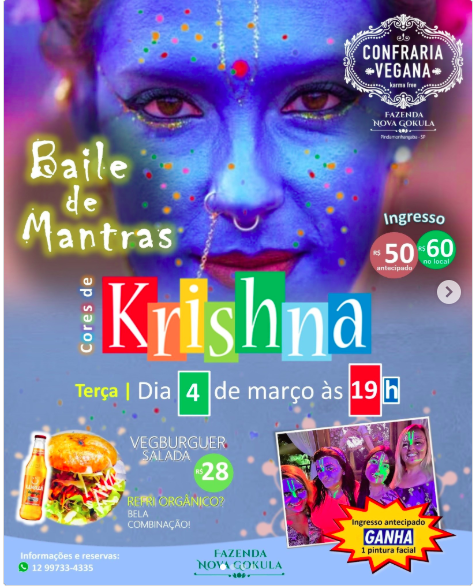 CONFRARIA
VEGANA
karma free
FAZENDA
NOVA GOKULA
Pindamonhangaba - SP
Baile
de
Mantras
Ingresso
R$ 50
antecipado
R$ 60
no local
Cores de
Krishna
Terça | Dia 4 de março às 19h
VEGBURGUER
SALADA
R$ 28
REFRI ORGÂNICO?
BELA
COMBINAÇÃO!
Ingresso antecipado
GANHA
1 pintura facial
Informações e reservas:
12 99733-4335
FAZENDA
NOVA GOKULA